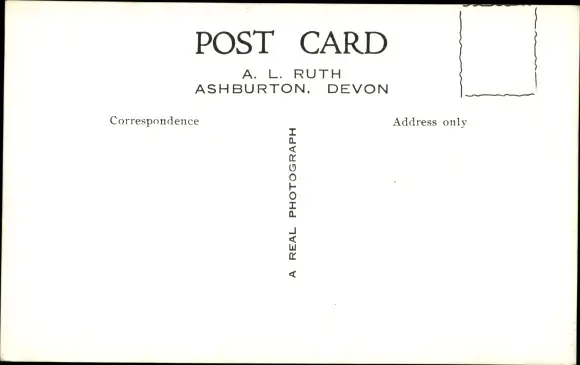 POST CARD
A. L. RUTH
ASHBURTON, DEVON
Correspondence
Address only
A REAL PHOTOGRAPH